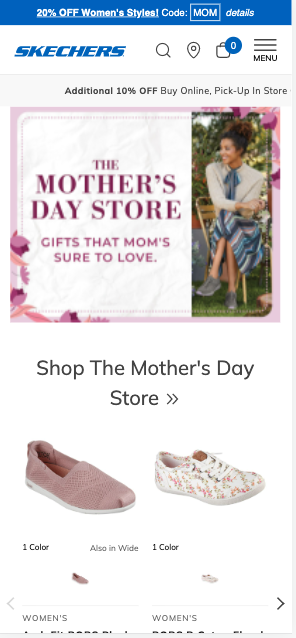 20% OFF Women's Styles! Code: MOM details
SKECHERS
0
MENU
Additional 10% OFF Buy Online, Pick-Up In Store
THE
MOTHER'S
DAY STORE
GIFTS THAT MOM'S
SURE TO LOVE.
Shop The Mother's Day
Store »
1 Color Also in Wide 1 Color
WOMEN'S WOMEN'S